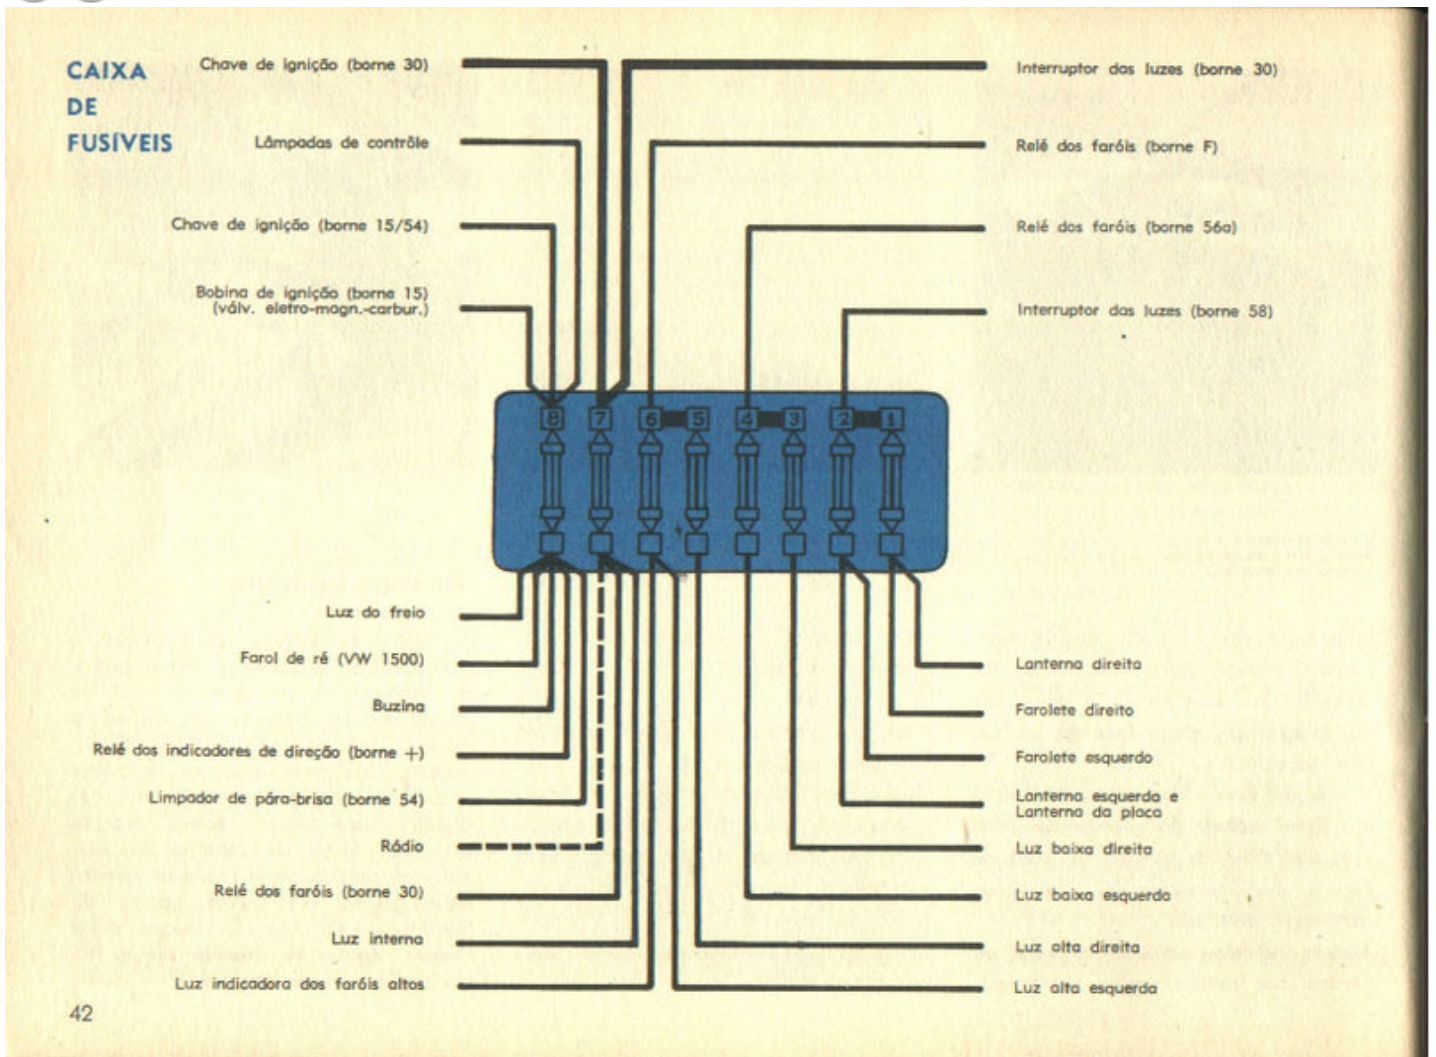 CAIXA
DE
FUSÍVEIS
Chave de ignição (borne 30)
Lâmpadas de contrôle
Chave de ignição (borne 15/54)
Bobina de ignição (borne 15)
(válv. eletro-magn.-carbur.)
Interruptor das luzes (borne 30)
Relé dos faróis (borne F)
Relé dos faróis (borne 56a)
Interruptor das luzes (borne 58)
8 7 6 5 4 3 2 1
Luz do freio
Farol de ré (VW 1500)
Buzina
Relé dos indicadores de direção (borne +)
Limpador de pára-brisa (borne 54)
Rádio
Relé dos faróis (borne 30)
Luz interna
Luz indicadora dos faróis altos
Lanterna direita
Farolete direito
Farolete esquerdo
Lanterna esquerda e
Lanterna da placa
Luz baixa direita
Luz baixa esquerda
Luz alta direita
Luz alta esquerda
42